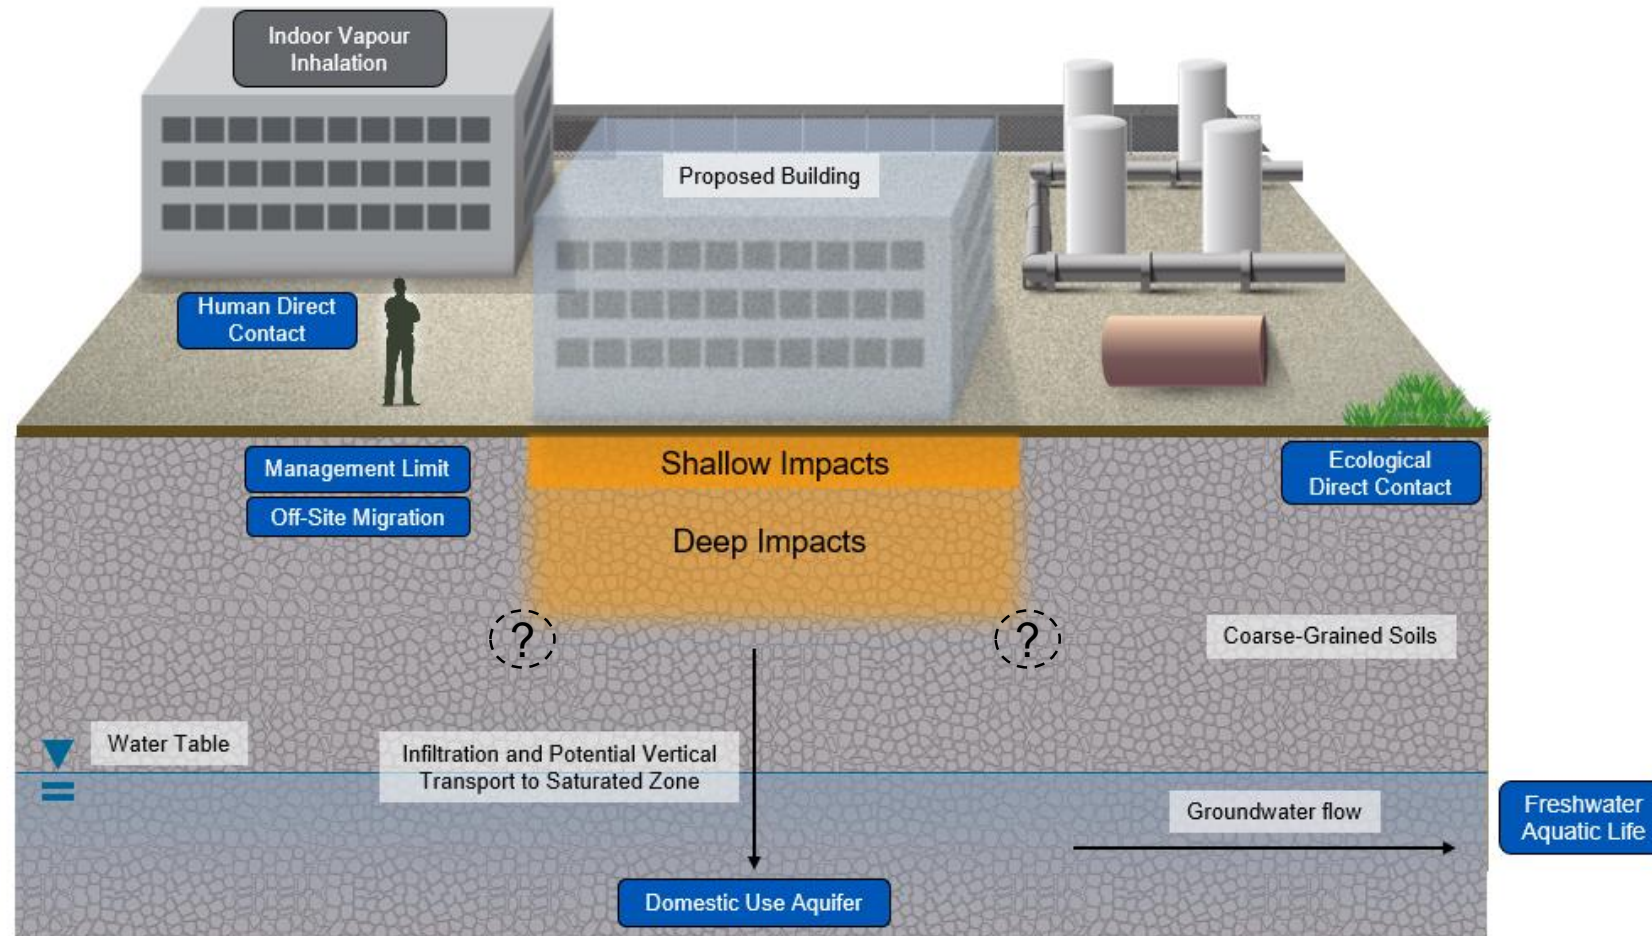 Indoor Vapour
Inhalation
Proposed Building
Human Direct
Contact
Management Limit
Off-Site Migration
Shallow Impacts
Deep Impacts
Ecological
Direct Contact
?
?
Coarse-Grained Soils
Water Table
Infiltration and Potential Vertical
Transport to Saturated Zone
Groundwater flow
Freshwater
Aquatic Life
Domestic Use Aquifer